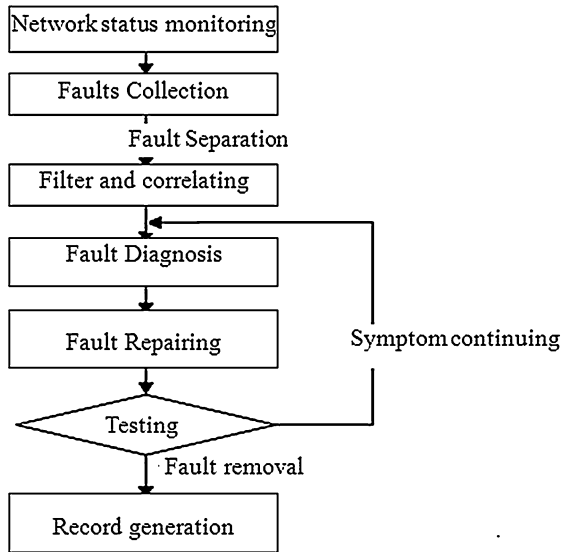 Network status monitoring
Faults Collection
Fault Separation
Filter and correlating
Fault Diagnosis
Fault Repairing
Symptom continuing
Testing
Fault removal
Record generation